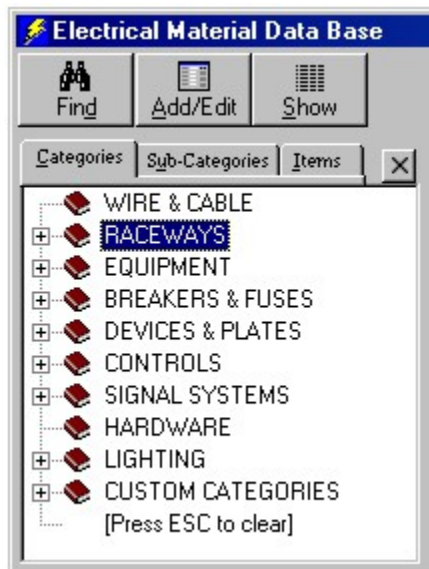 Electrical Material Data Base
Find Add/Edit Show
Categories Sub-Categories Items
WIRE & CABLE
RACEWAYS
EQUIPMENT
BREAKERS & FUSES
DEVICES & PLATES
CONTROLS
SIGNAL SYSTEMS
HARDWARE
LIGHTING
CUSTOM CATEGORIES
[Press ESC to clear]